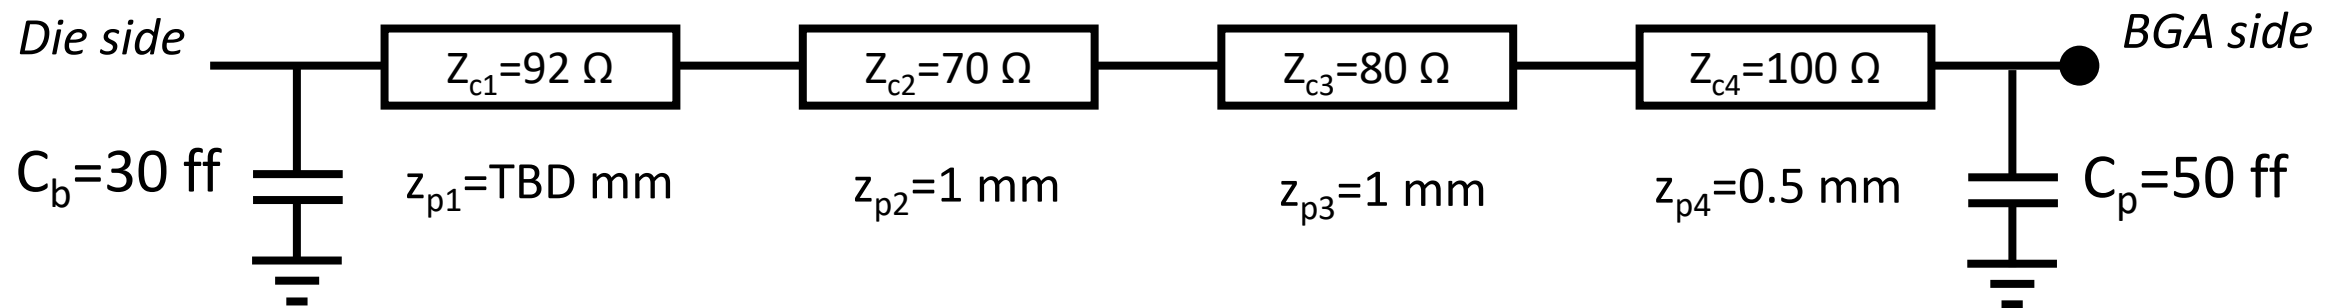 Die side
BGA side
Zc1=92 Ω
Zc2=70 Ω
Zc3=80 Ω
Zc4=100 Ω
Cb=30 ff
zp1=TBD mm
zp2=1 mm
zp3=1 mm
zp4=0.5 mm
Cp=50 ff